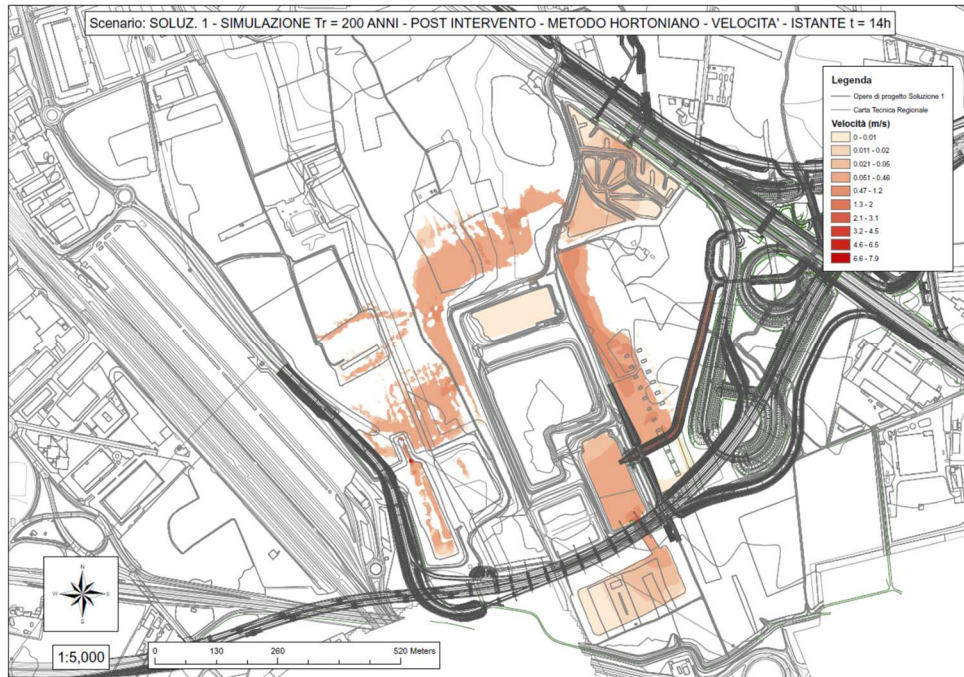 Scenario: SOLUZ. 1 - SIMULAZIONE Tr = 200 ANNI - POST INTERVENTO - METODO HORTONIANO - VELOCITA' - ISTANTE t = 14h
Legenda
Opere di progetto Soluzione 1
Carta Tecnica Regionale
Velocità (m/s)
0 - 0.01
0.011 - 0.02
0.021 - 0.05
0.051 - 0.46
0.47 - 1.2
1.3 - 2
2.1 - 3.1
3.2 - 4.5
4.6 - 6.5
6.6 - 7.9
N
W E
S
1:5,000
0 130 260 520 Meters